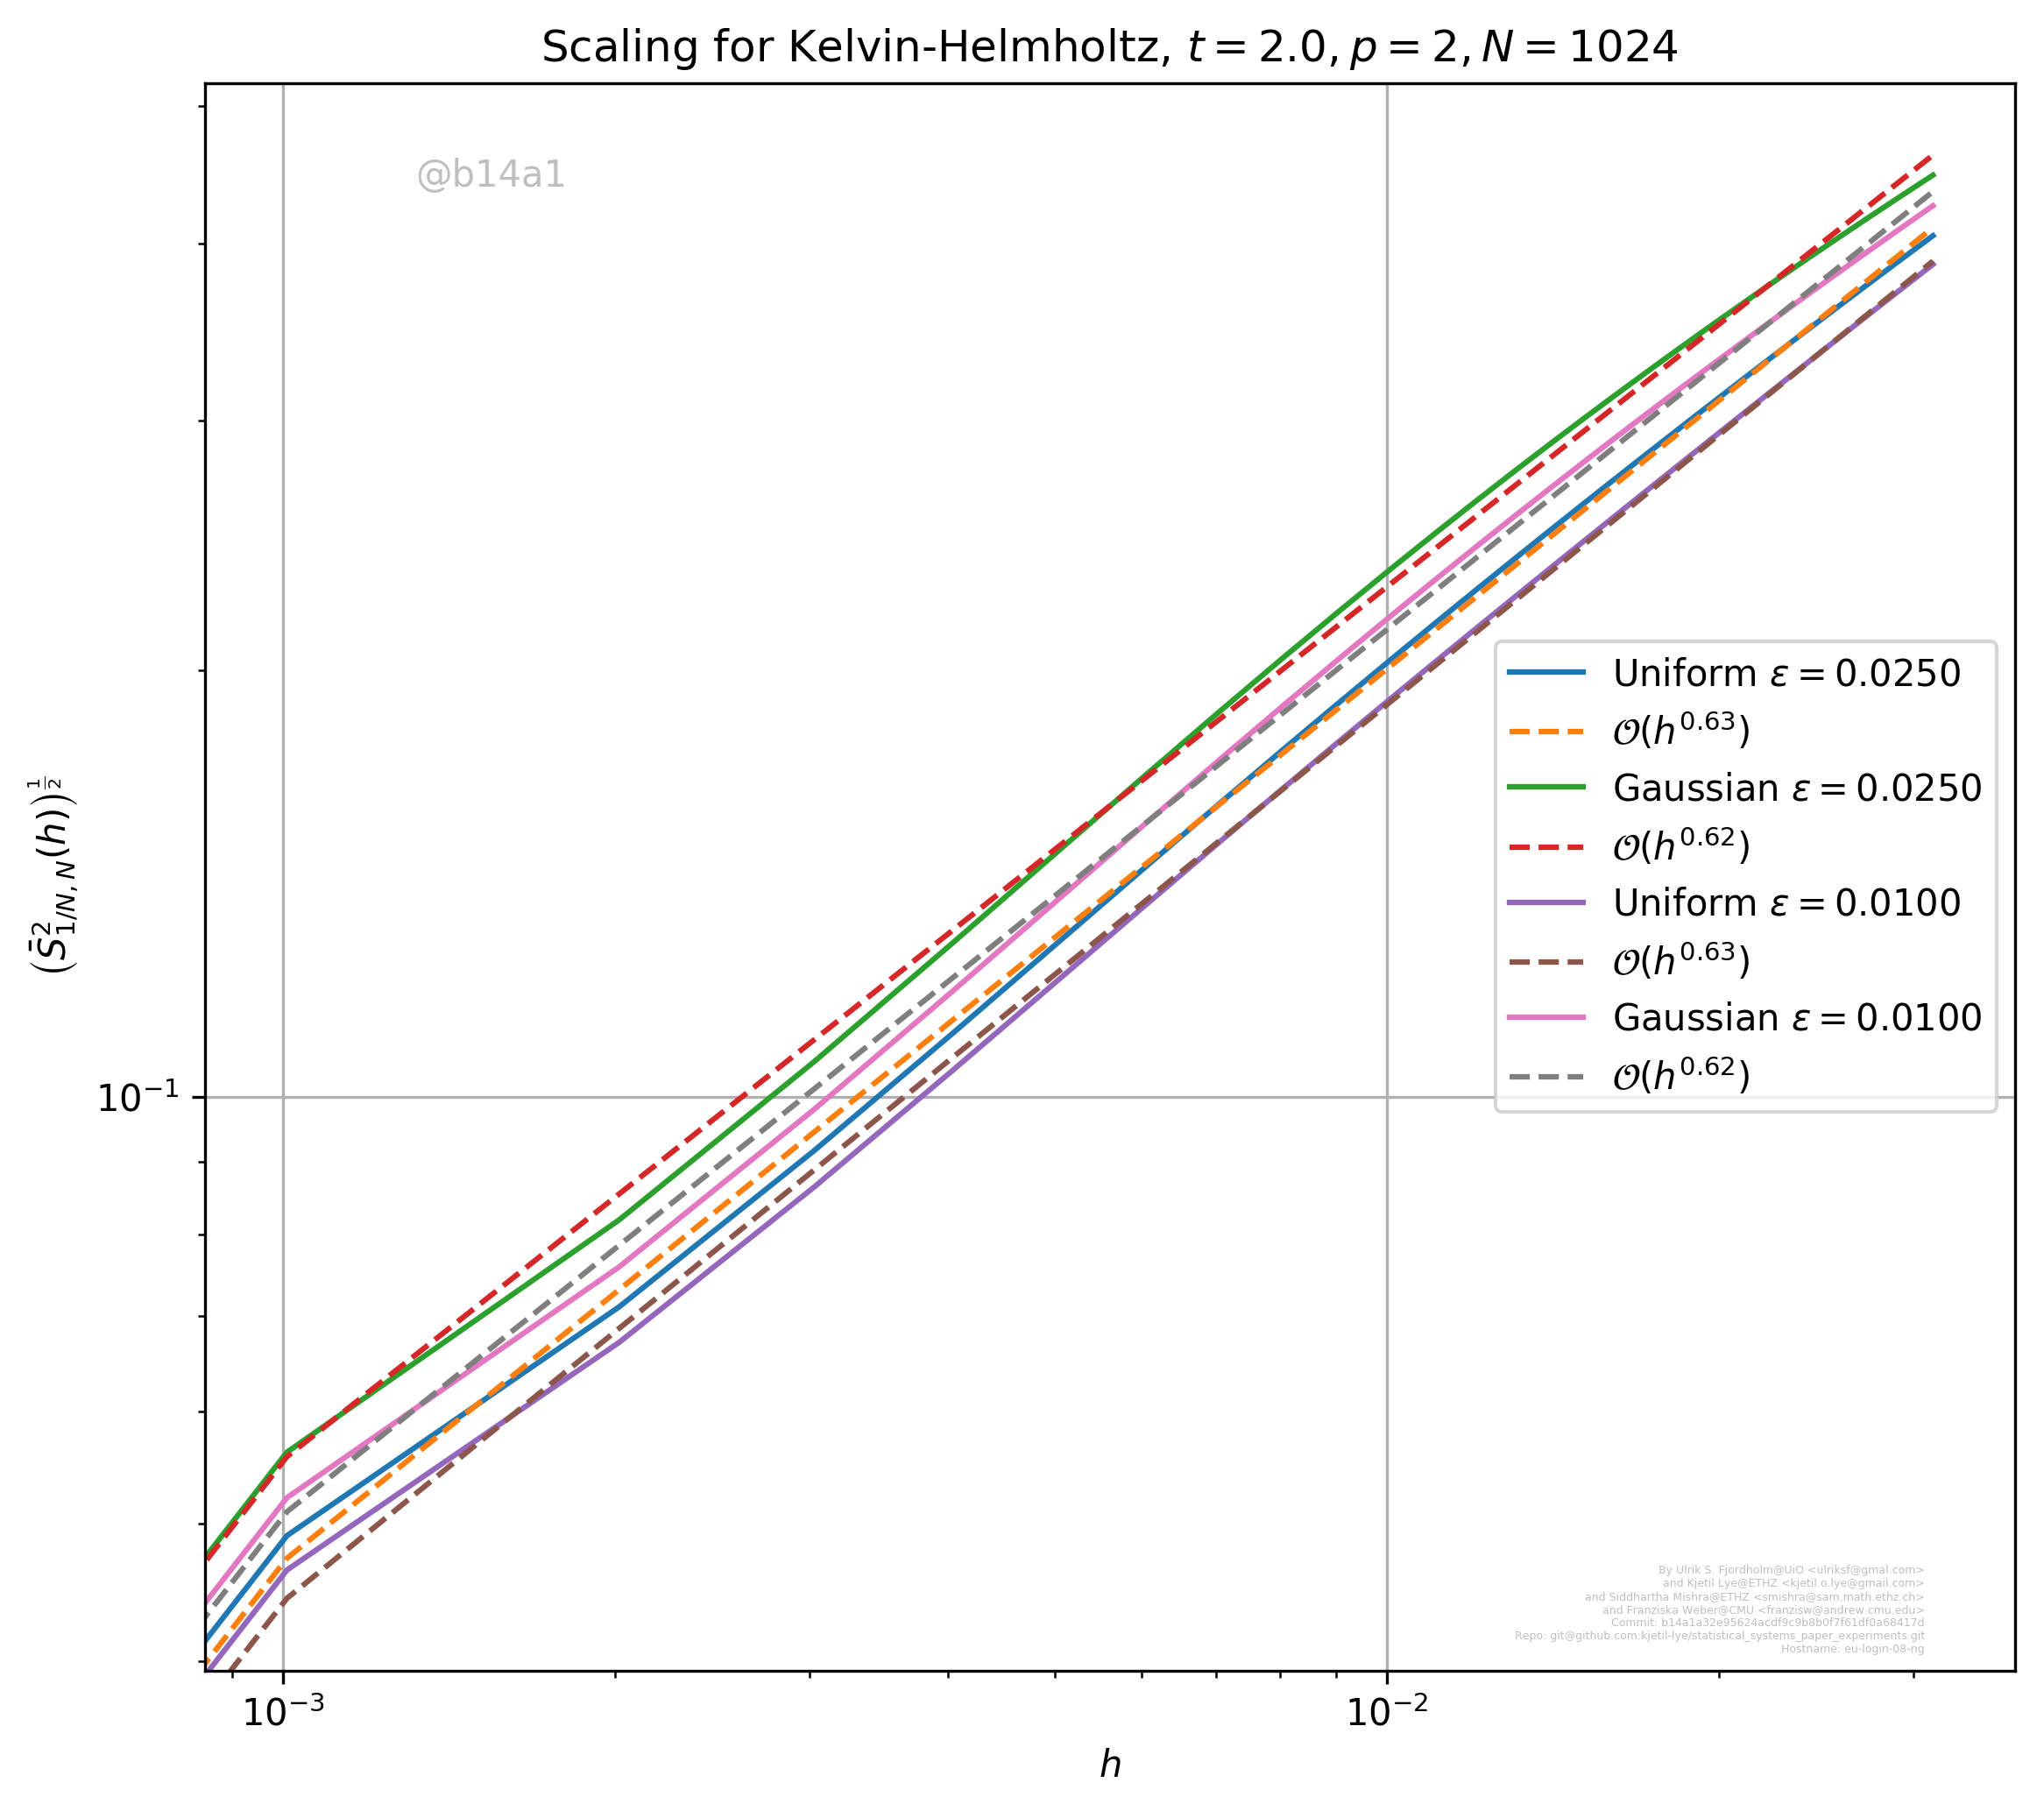 Scaling for Kelvin-Helmholtz, t = 2.0, p = 2, N = 1024
@b14a1
(S̄²_{1/N, N}(h))^{1/2}
10⁻¹
Uniform ε = 0.0250
𝒪(h^{0.63})
Gaussian ε = 0.0250
𝒪(h^{0.62})
Uniform ε = 0.0100
𝒪(h^{0.63})
Gaussian ε = 0.0100
𝒪(h^{0.62})
By Ulrik S. Fjordholm@UiO <ulriksf@gmal.com>
and Kjetil Lye@ETHZ <kjetil.o.lye@gmail.com>
and Siddhartha Mishra@ETHZ <smishra@sam.math.ethz.ch>
and Franziska Weber@CMU <franzisw@andrew.cmu.edu>
Commit: b14a1a32e95624acdf9c9b8b0f7f61df0a68417d
Repo: git@github.com:kjetil-lye/statistical_systems_paper_experiments.git
Hostname: eu-login-08-ng
10⁻³
10⁻²
h